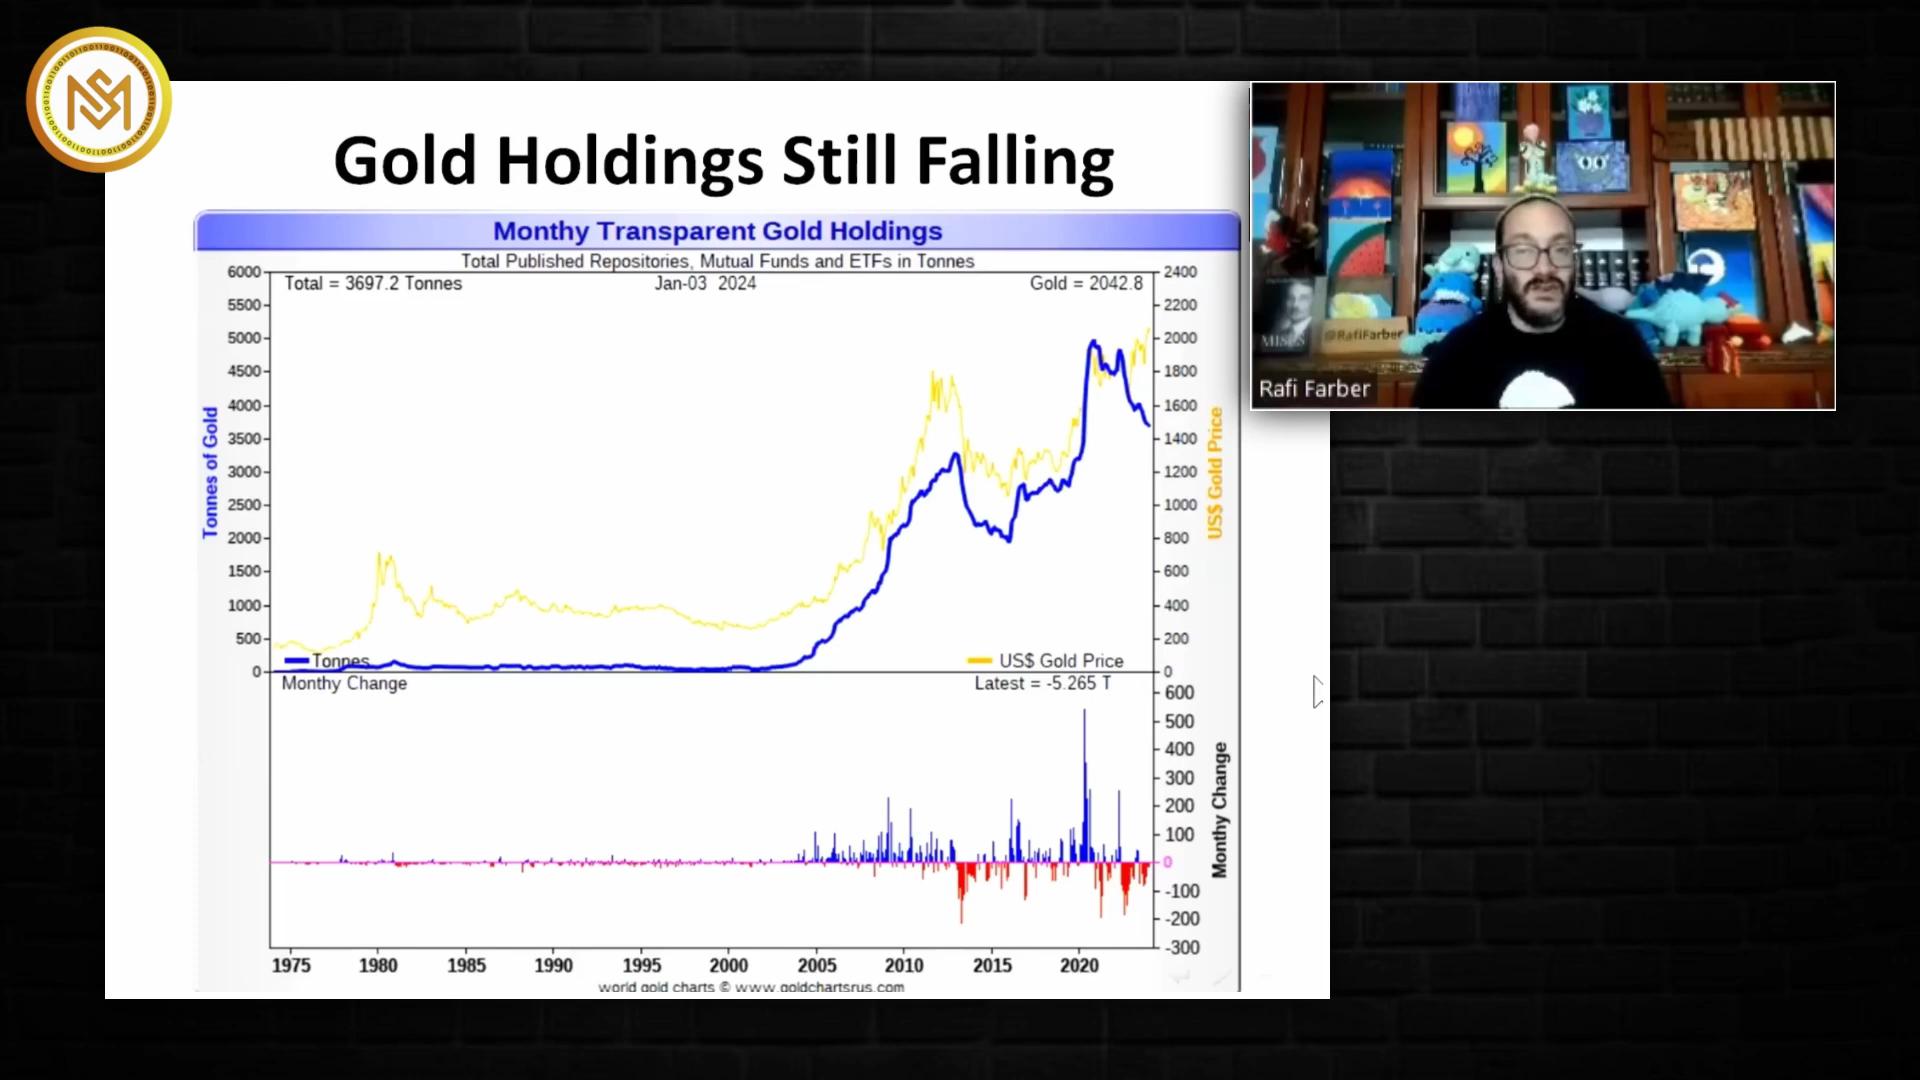 Gold Holdings Still Falling
Monthy Transparent Gold Holdings
Total Published Repositories, Mutual Funds and ETFs in Tonnes
Total = 3697.2 Tonnes
Jan-03 2024
Gold = 2042.8
6000
5500
5000
4500
4000
3500
3000
2500
2000
1500
1000
500
0
Tonnes of Gold
2400
2200
2000
1800
1600
1400
1200
1000
800
600
400
200
0
US$ Gold Price
Tonnes
US$ Gold Price
Monthy Change
Latest = -5.265 T
600
500
400
300
200
100
0
-100
-200
-300
Monthy Change
1975 1980 1985 1990 1995 2000 2005 2010 2015 2020
world gold charts © www.goldchartsrus.com
MISES
@RafiFarber
Rafi Farber